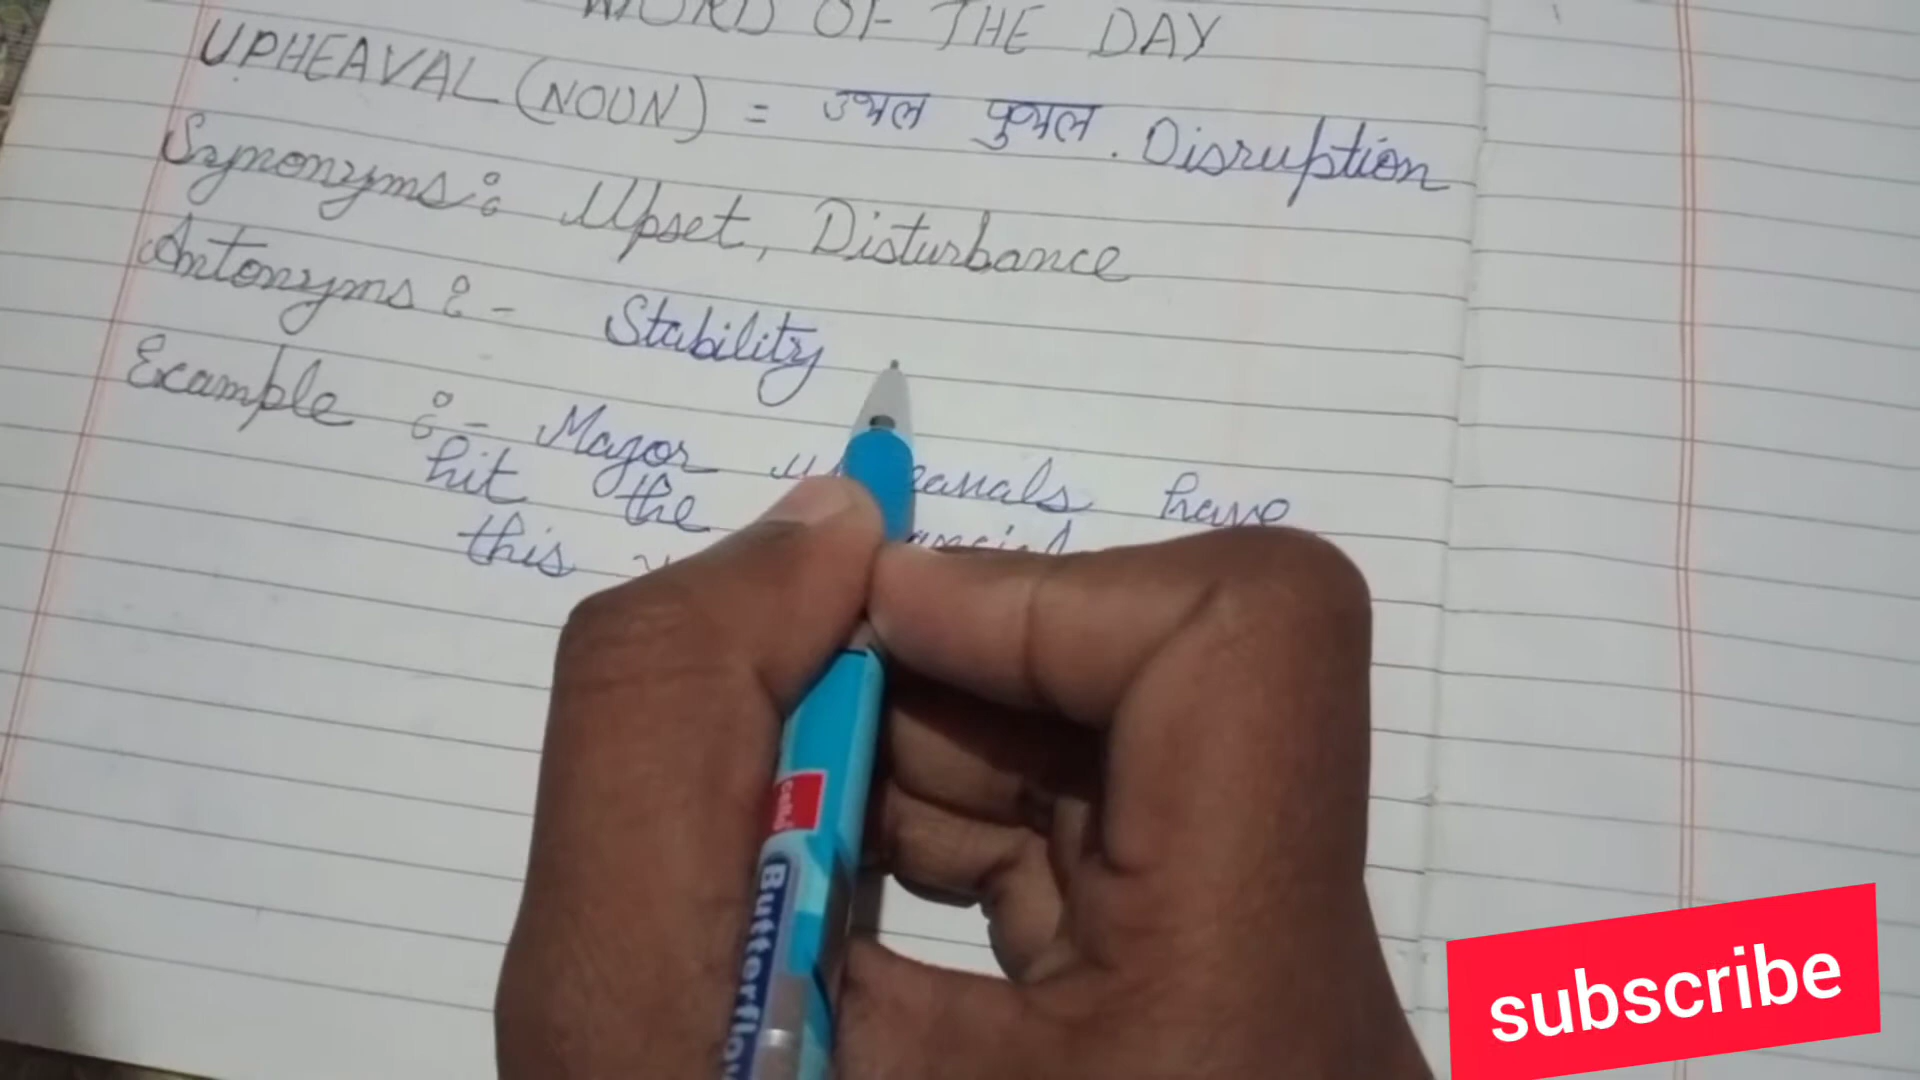 WORD OF THE DAY
UPHEAVAL (NOUN) = उथल पुथल. Disruption
Synonyms : Upset, Disturbance
Antonyms :- Stability
Example :- Major have
hit the
this
Cello
Butterflow
subscribe